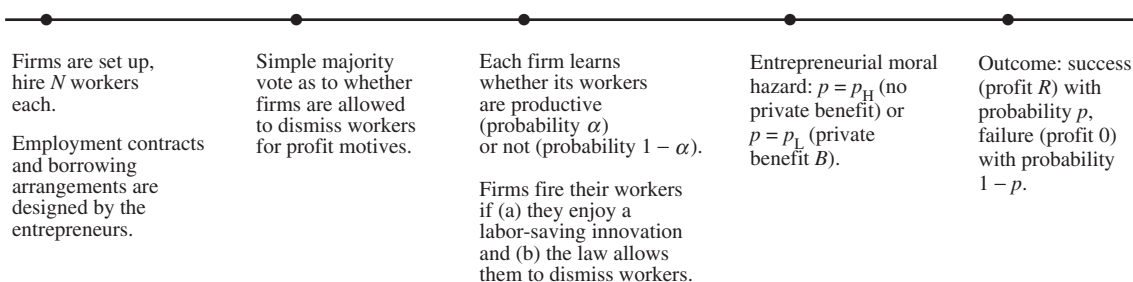 Firms are set up,
hire N workers
each.
Employment contracts
and borrowing
arrangements are
designed by the
entrepreneurs.
Simple majority
vote as to whether
firms are allowed
to dismiss workers
for profit motives.
Each firm learns
whether its workers
are productive
(probability α)
or not (probability 1 − α).
Firms fire their workers
if (a) they enjoy a
labor-saving innovation
and (b) the law allows
them to dismiss workers.
Entrepreneurial moral
hazard: p = p_H (no
private benefit) or
p = p_L (private
benefit B).
Outcome: success
(profit R) with
probability p,
failure (profit 0)
with probability
1 − p.